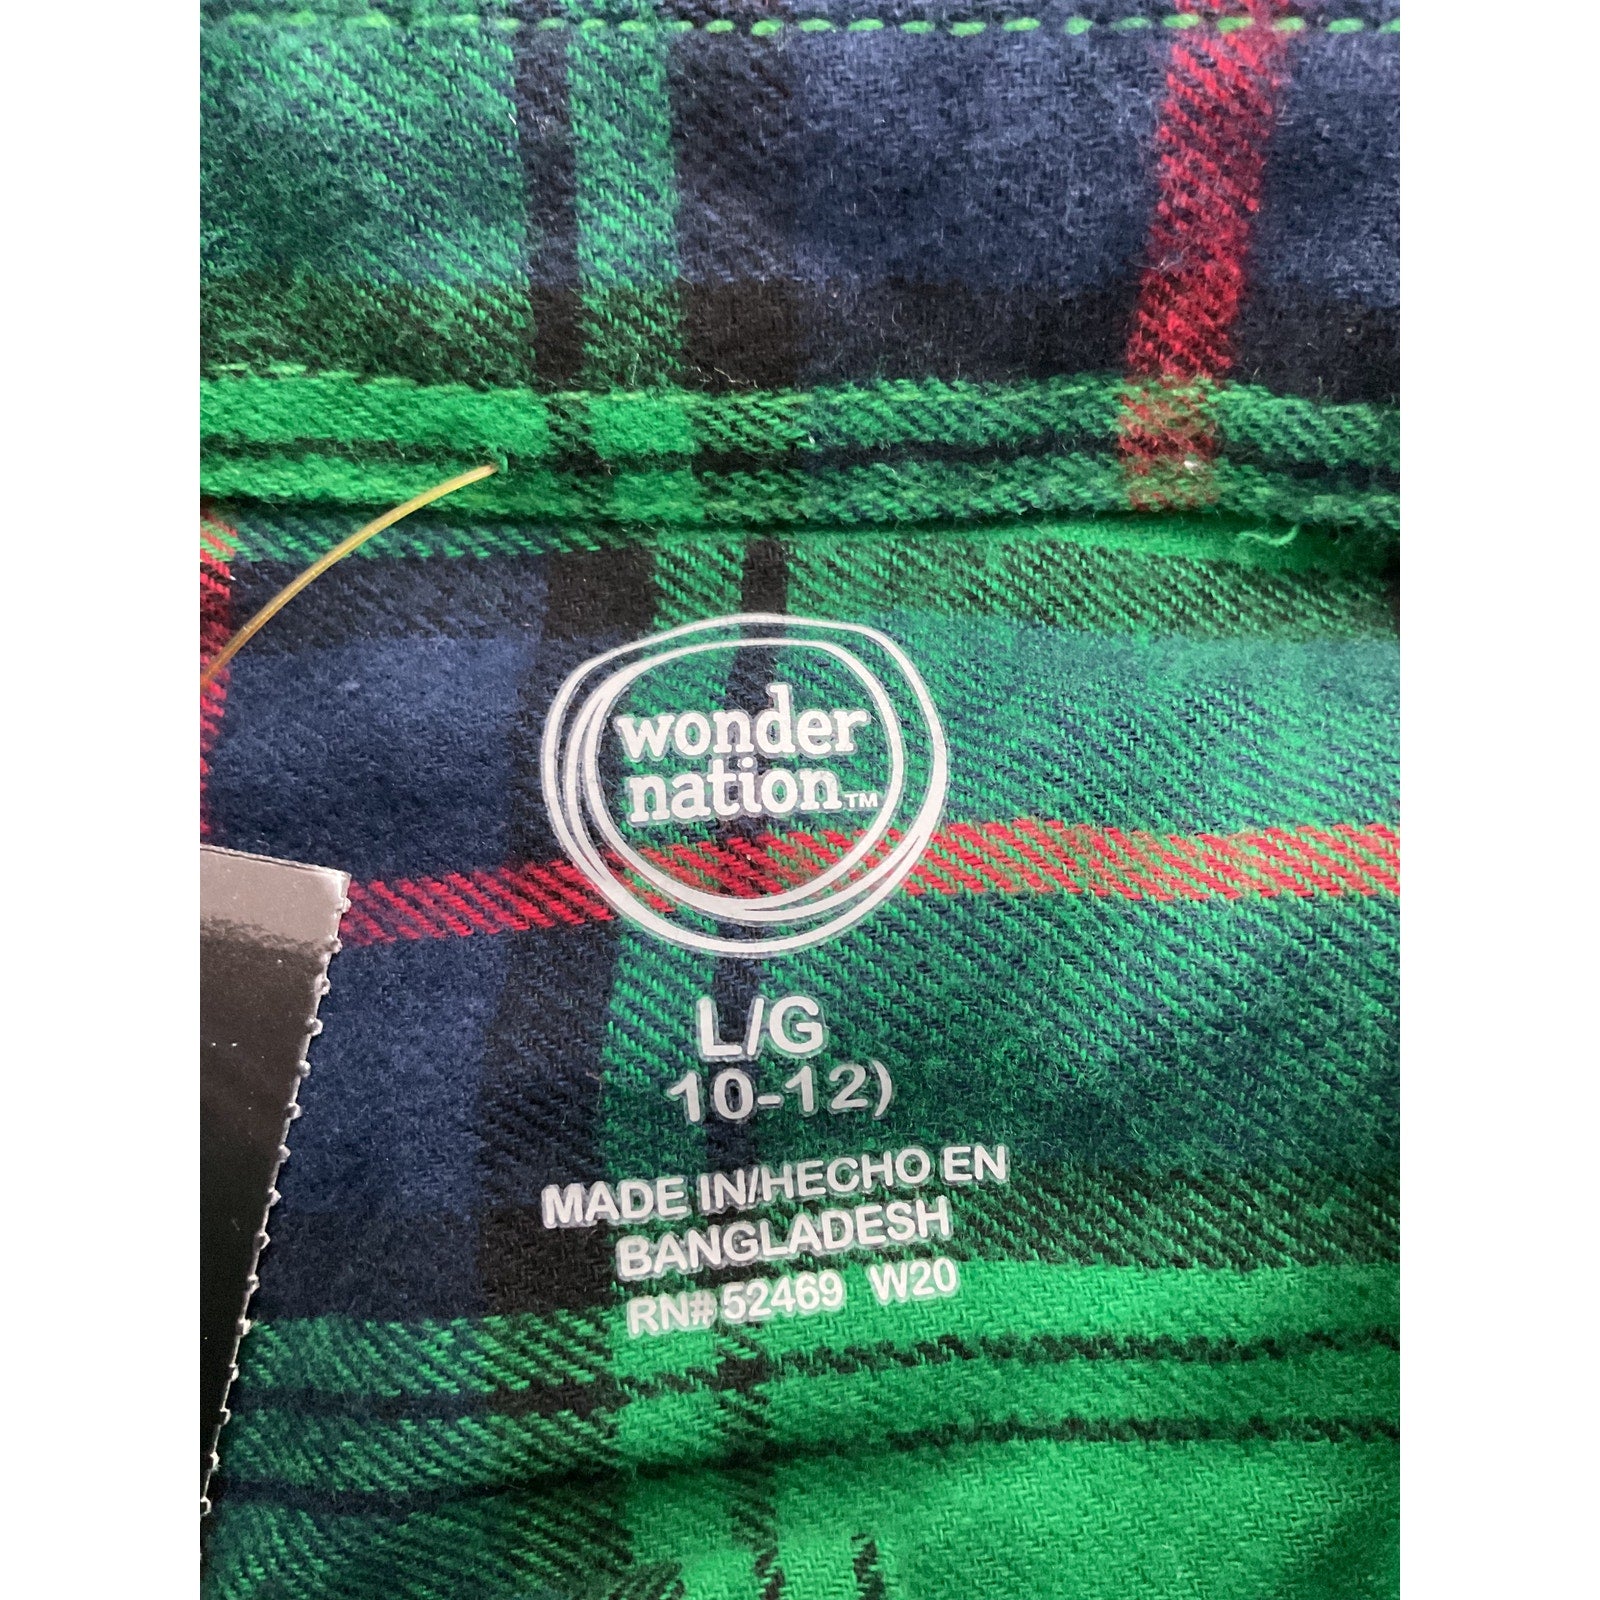 wonder
nation™
L/G
10-12)
MADE IN/HECHO EN
BANGLADESH
RN# 52469 W20